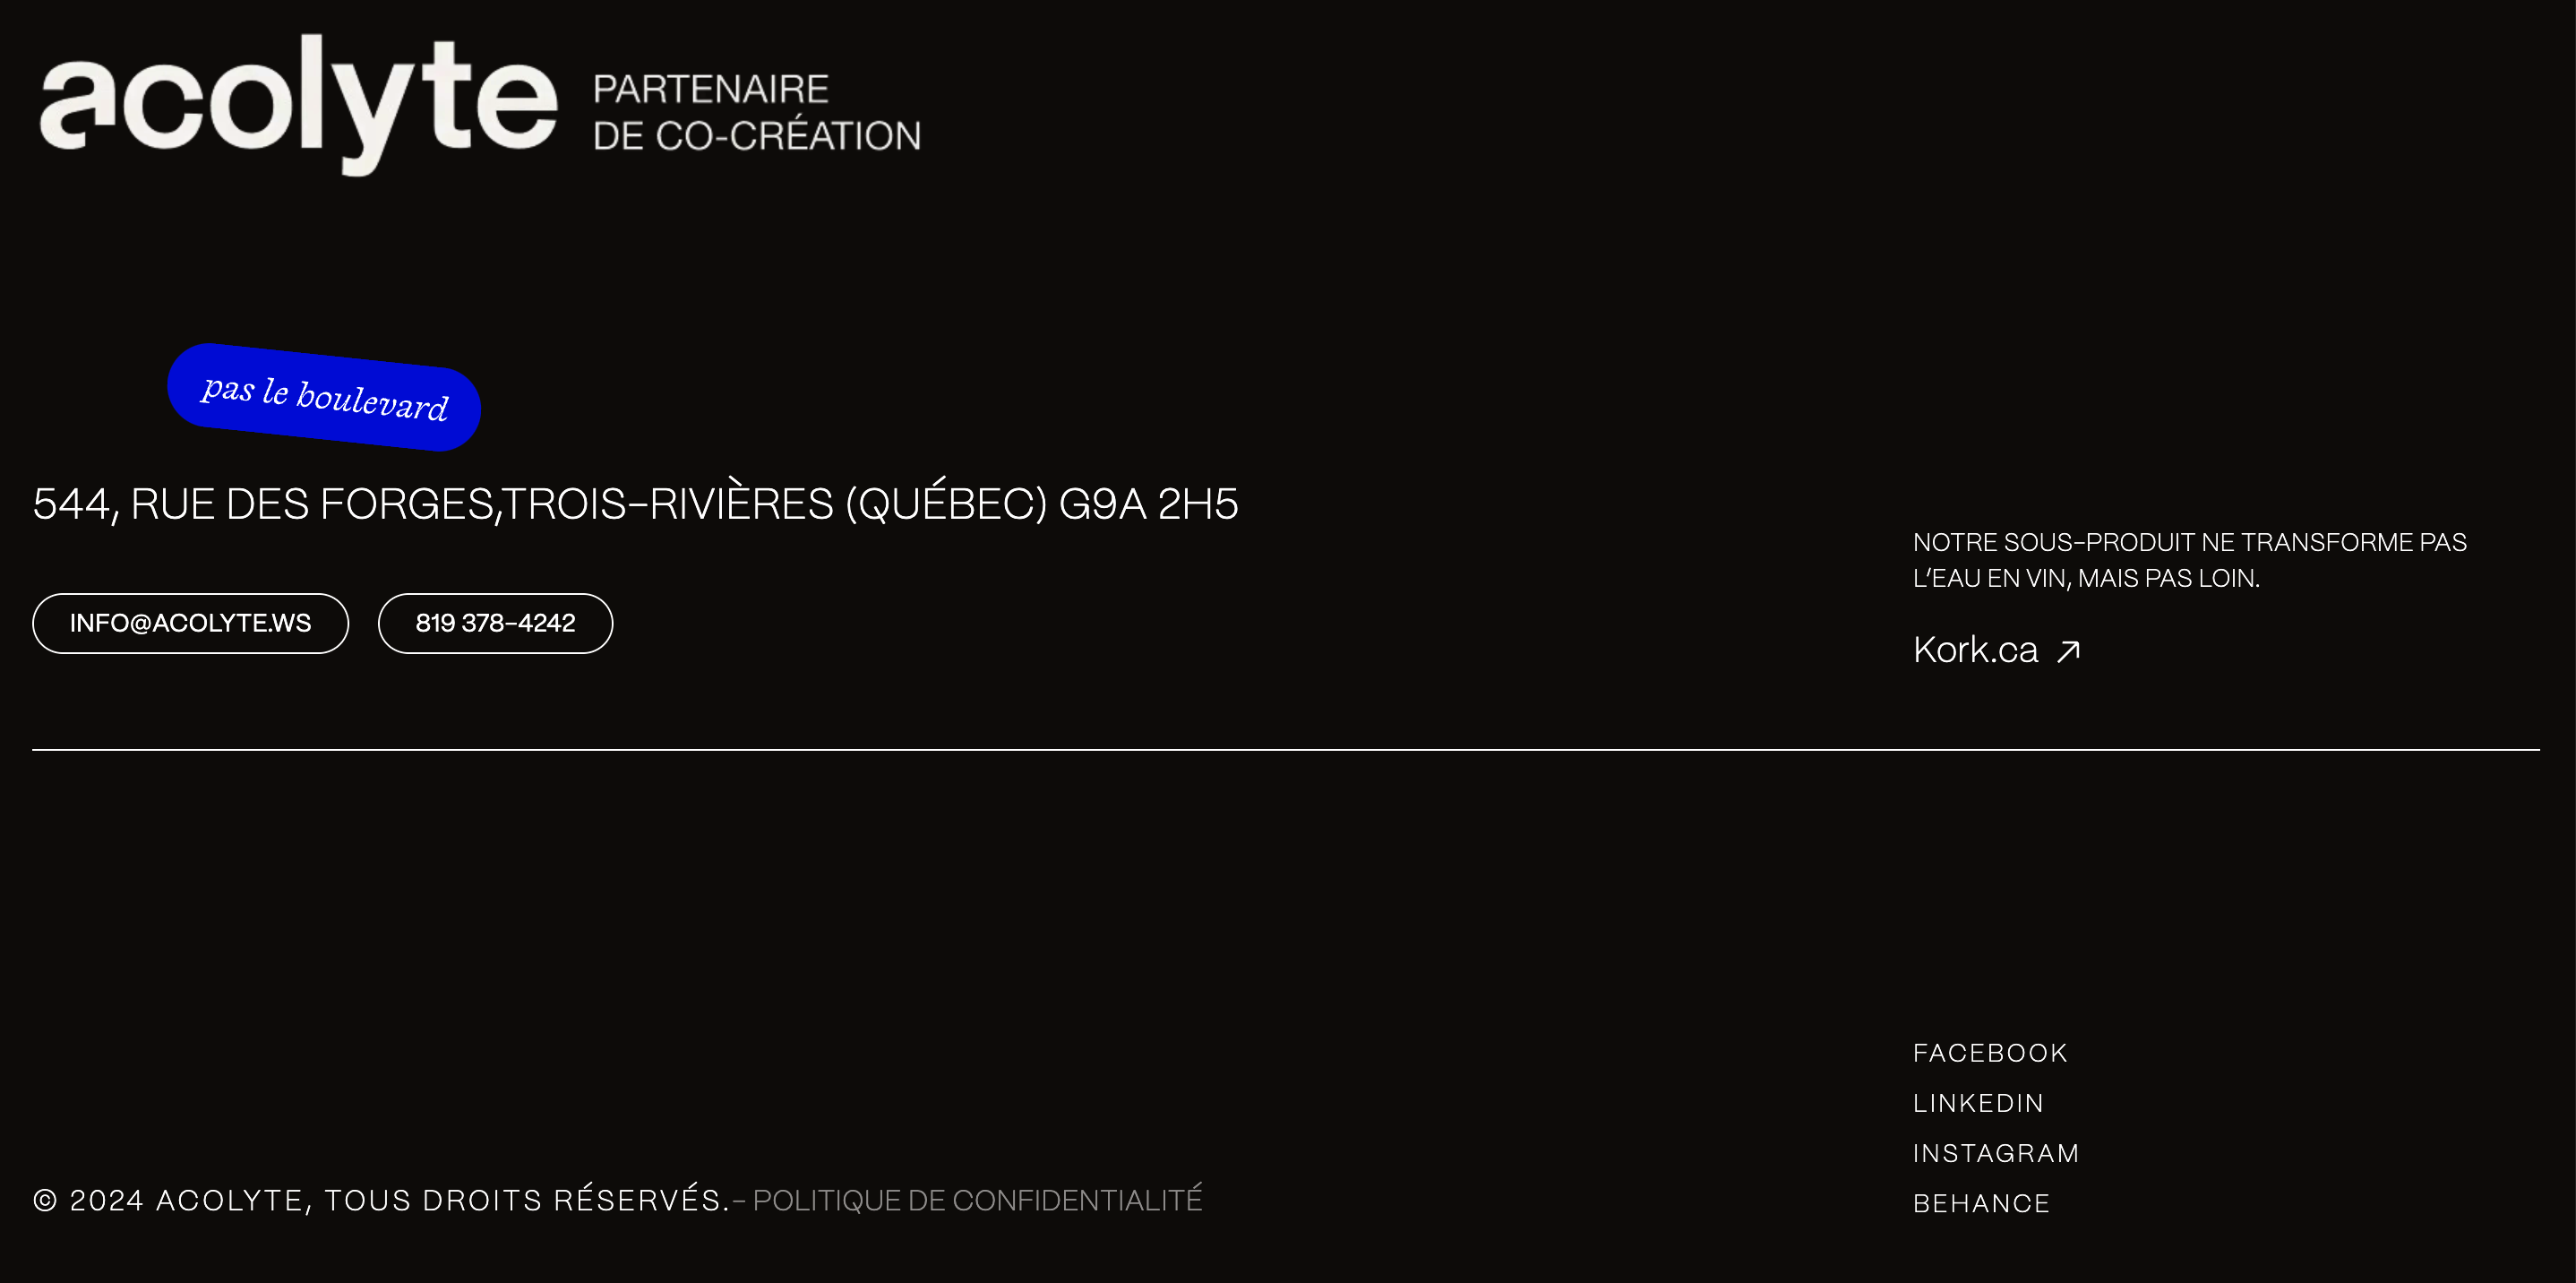 acolyte
PARTENAIRE
DE CO-CRÉATION
pas le boulevard
544, RUE DES FORGES,TROIS-RIVIÈRES (QUÉBEC) G9A 2H5
INFO@ACOLYTE.WS
819 378-4242
NOTRE SOUS-PRODUIT NE TRANSFORME PAS
L’EAU EN VIN, MAIS PAS LOIN.
Kork.ca ↗
FACEBOOK
LINKEDIN
INSTAGRAM
BEHANCE
© 2024 ACOLYTE, TOUS DROITS RÉSERVÉS.- POLITIQUE DE CONFIDENTIALITÉ